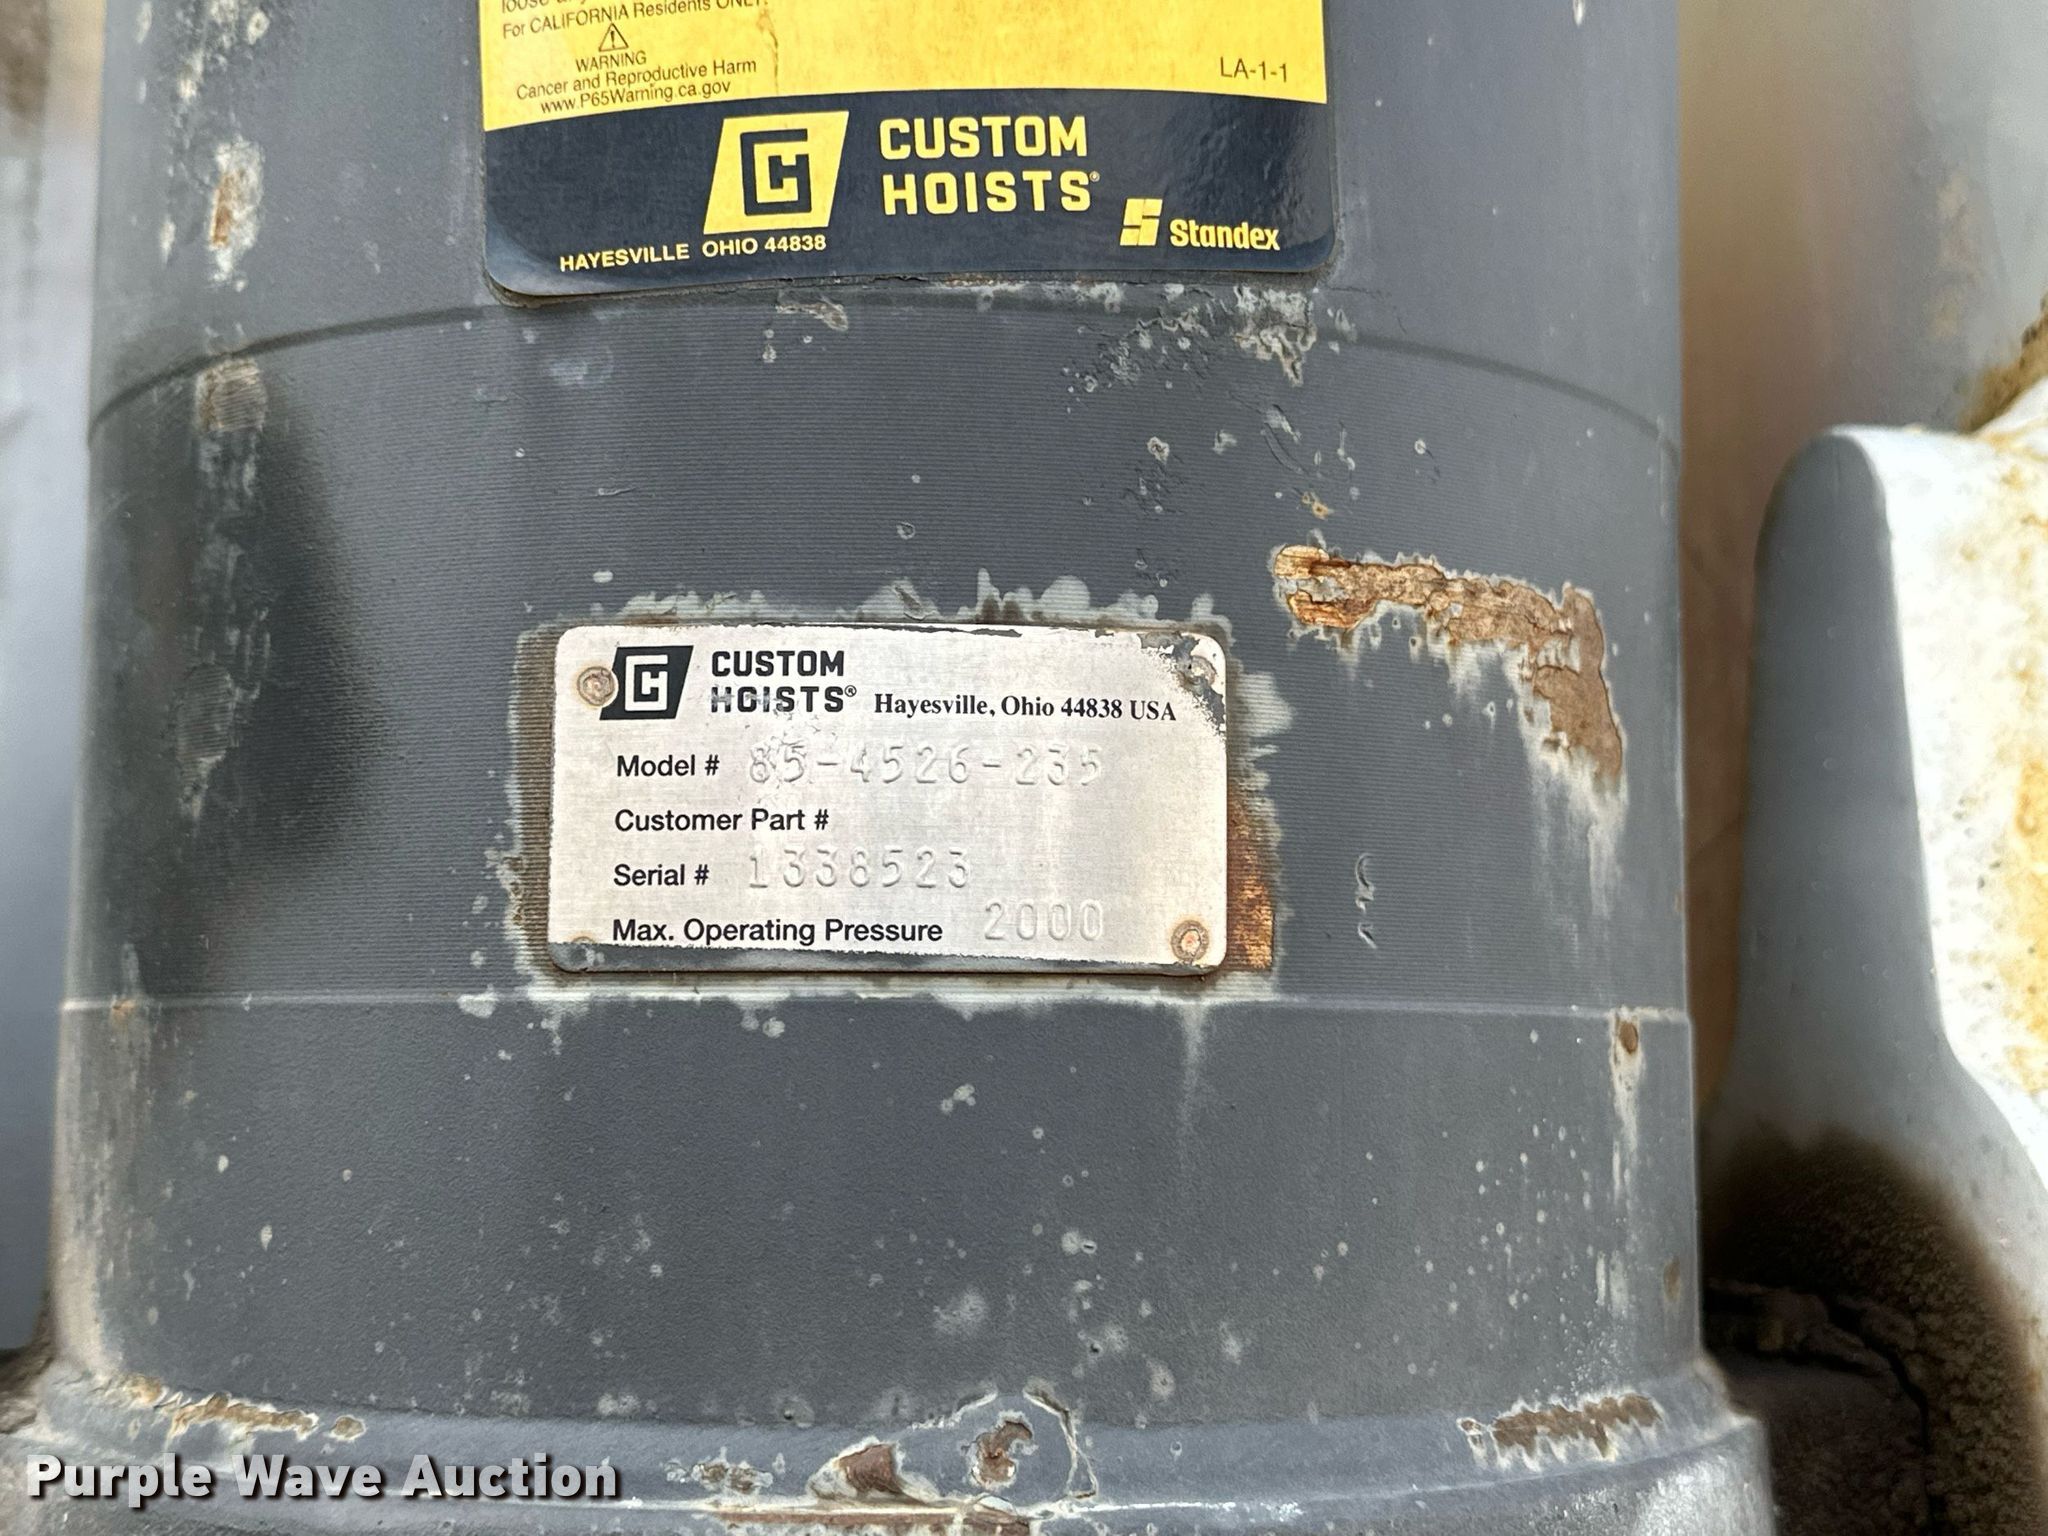 For CALIFORNIA Residents ONLY:
WARNING
Cancer and Reproductive Harm
www.P65Warning.ca.gov
LA-1-1
CUSTOM
HOISTS®
Standex
HAYESVILLE OHIO 44838
CUSTOM
HOISTS® Hayesville, Ohio 44838 USA
Model # 85-4526-235
Customer Part #
Serial # 1338523
Max. Operating Pressure 2000
Purple Wave Auction